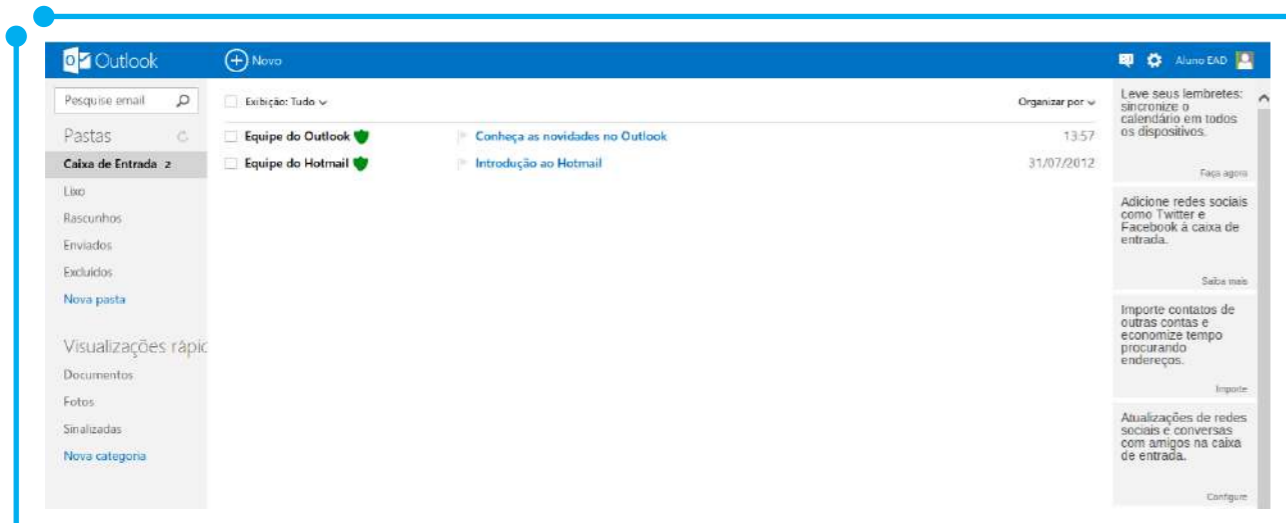 Outlook
Novo
Aluno EAD
Pesquise email
Pastas
Caixa de Entrada 2
Lixo
Rascunhos
Enviados
Excluídos
Nova pasta
Visualizações rápic
Documentos
Fotos
Sinalizadas
Nova categoria
Exibição: Tudo
Organizar por
Equipe do Outlook Conheça as novidades no Outlook 13:57
Equipe do Hotmail Introdução ao Hotmail 31/07/2012
Leve seus lembretes:
sincronize o
calendário em todos
os dispositivos.
Faça agora
Adicione redes sociais
como Twitter e
Facebook à caixa de
entrada.
Saiba mais
Importe contatos de
outras contas e
economize tempo
procurando
endereços.
Importe
Atualizações de redes
sociais e conversas
com amigos na caixa
de entrada.
Configure